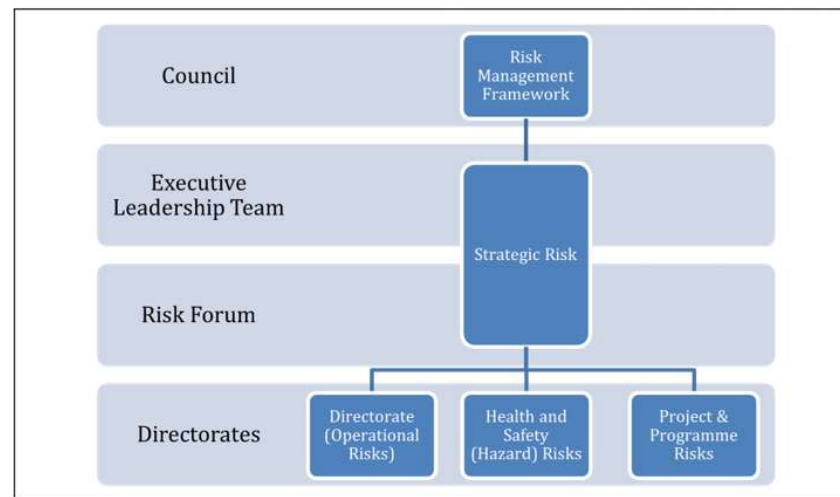 Council
Risk
Management
Framework
Executive
Leadership Team
Strategic Risk
Risk Forum
Directorates
Directorate
(Operational
Risks)
Health and
Safety
(Hazard) Risks
Project &
Programme
Risks